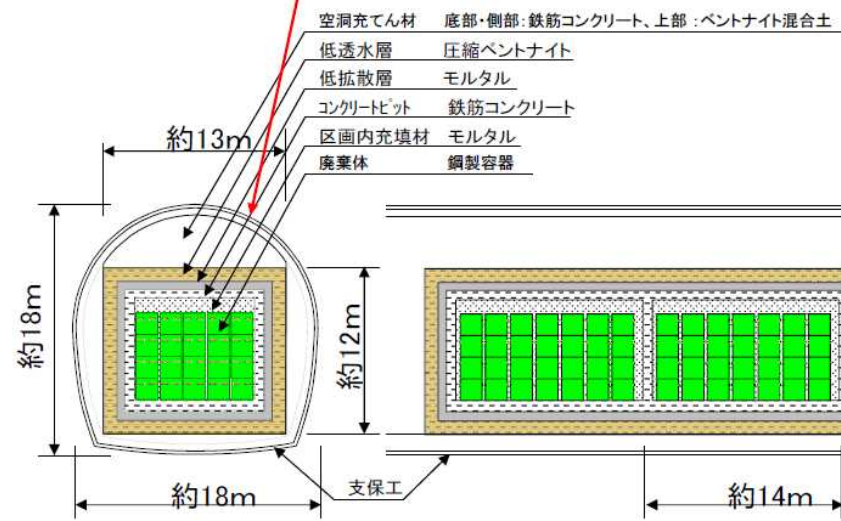 空洞充てん材 底部・側部:鉄筋コンクリート、上部:ベントナイト混合土
低透水層 圧縮ベントナイト
低拡散層 モルタル
コンクリートピット 鉄筋コンクリート
区画内充填材 モルタル
廃棄体 鋼製容器
約13m
約18m
約12m
支保工
約18m
約14m